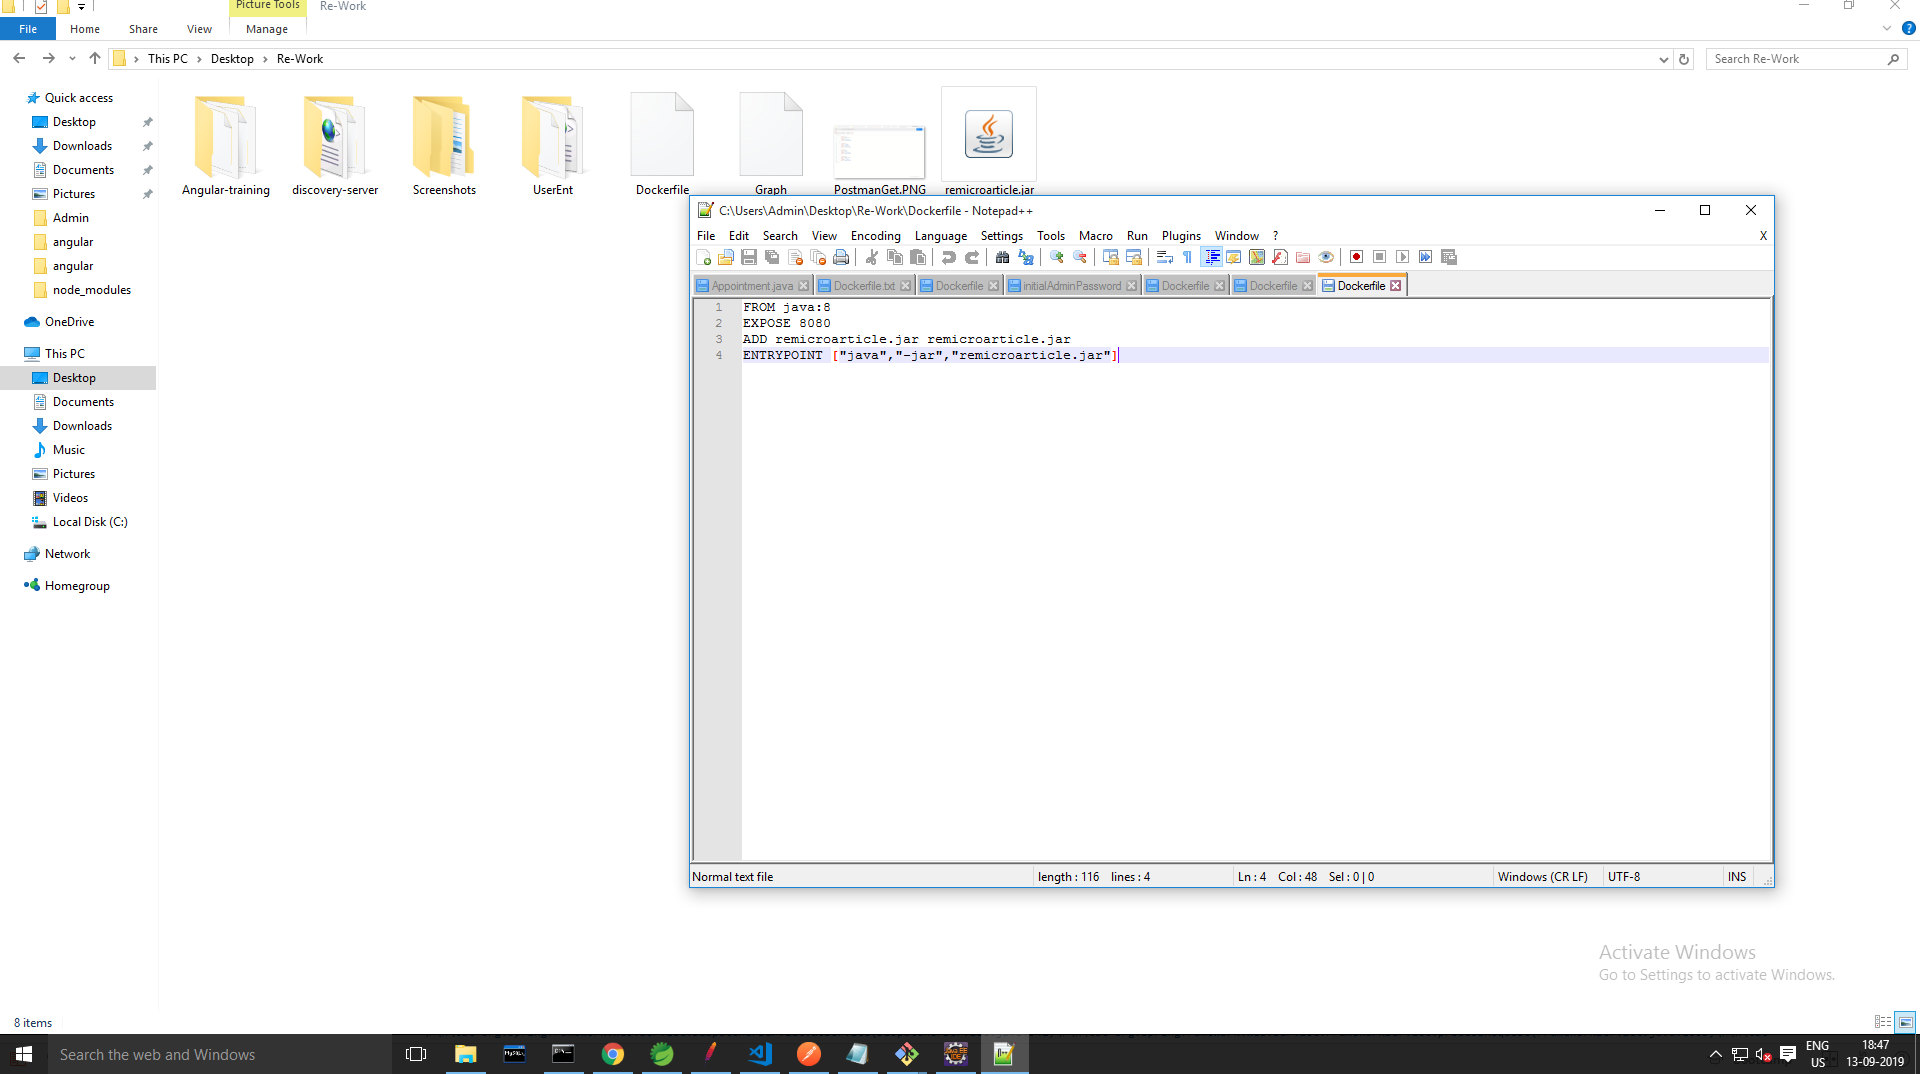 Picture Tools
Re-Work
File
Home
Share
View
Manage
?
This PC
Desktop
Re-Work
Search Re-Work
Quick access
Desktop
Downloads
Documents
Pictures
Admin
angular
angular
node_modules
OneDrive
This PC
Desktop
Documents
Downloads
Music
Pictures
Videos
Local Disk (C:)
Network
Homegroup
Angular-training
discovery-server
Screenshots
UserEnt
Dockerfile
Graph
PostmanGet.PNG
remicroarticle.jar
C:\Users\Admin\Desktop\Re-Work\Dockerfile - Notepad++
File Edit Search View Encoding Language Settings Tools Macro Run Plugins Window ?
X
Appointment.java
Dockerfile.txt
Dockerfile
initialAdminPassword
Dockerfile
Dockerfile
Dockerfile
1 FROM java:8
2 EXPOSE 8080
3 ADD remicroarticle.jar remicroarticle.jar
4 ENTRYPOINT ["java","-jar","remicroarticle.jar"]
Normal text file
length : 116 lines : 4
Ln : 4 Col : 48 Sel : 0 | 0
Windows (CR LF)
UTF-8
INS
Activate Windows
Go to Settings to activate Windows.
8 items
Search the web and Windows
ENG
US
18:47
13-09-2019